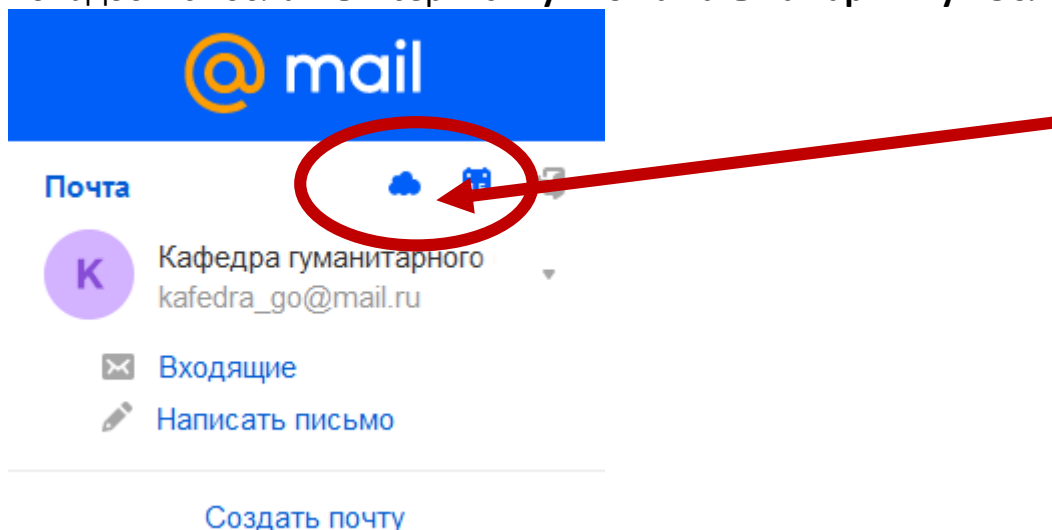 @ mail
Почта
К
Кафедра гуманитарного
kafedra_go@mail.ru
Входящие
Написать письмо
Создать почту